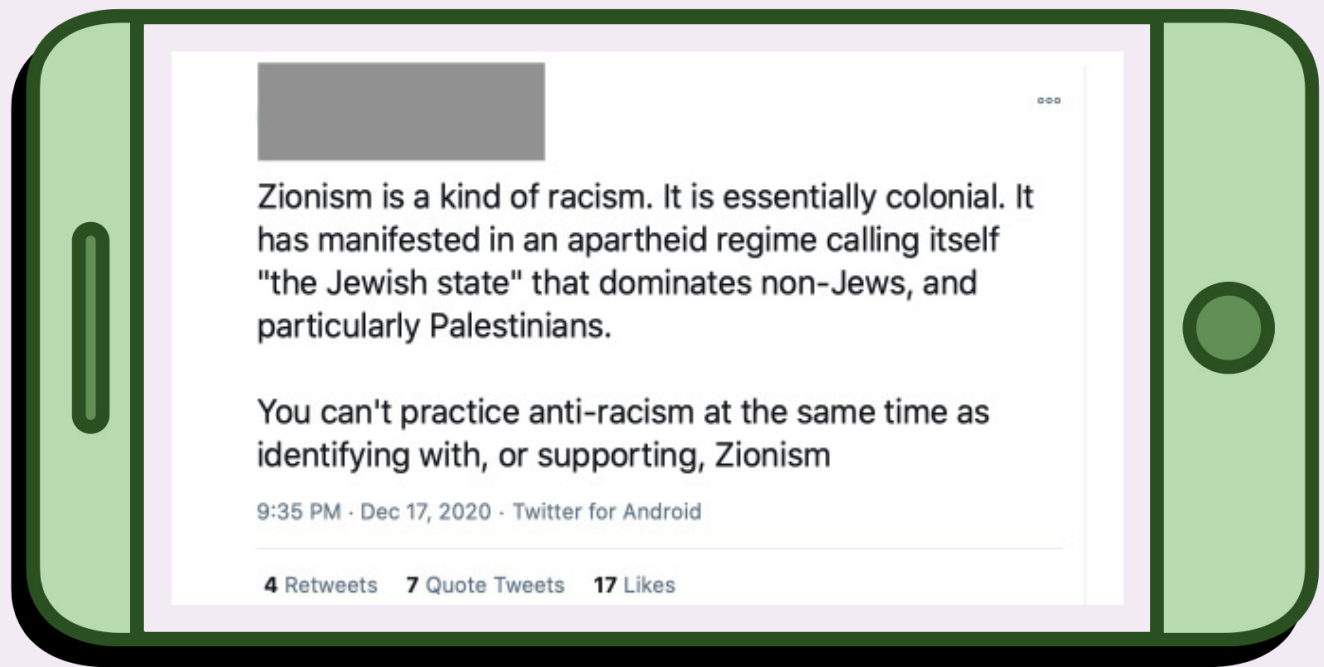 Zionism is a kind of racism. It is essentially colonial. It
has manifested in an apartheid regime calling itself
"the Jewish state" that dominates non-Jews, and
particularly Palestinians.
You can't practice anti-racism at the same time as
identifying with, or supporting, Zionism
9:35 PM · Dec 17, 2020 · Twitter for Android
4 Retweets 7 Quote Tweets 17 Likes